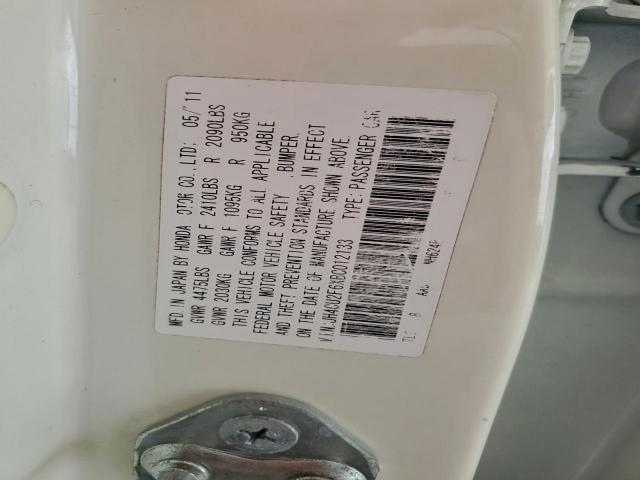 MFD. IN JAPAN BY HONDA OTOR CO., LTD; 05/ 11
GVWR 4475LBS GAWR F 2410LBS R 2090LBS
GVWR 2030KG GAWR F 1095KG R 950KG
THIS VEHICLE CONFORMS TO ALL APPLICABLE
FEDERAL MOTOR VEHICLE SAFETY .BUMPER.
AND THEFT PREVENTION STANDARDS IN EFFECT
ON THE DATE OF MANUFACTURE SHOWN ABOVE.
V.I.N: JH4CU2F6XBC012133 TYPE: PASSENGER